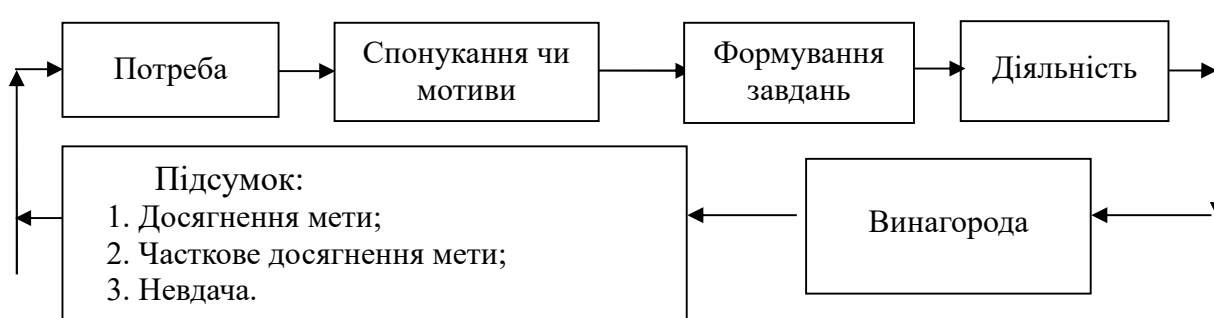 Потреба
Спонукання чи
мотиви
Формування
завдань
Діяльність
Підсумок:
1. Досягнення мети;
2. Часткове досягнення мети;
3. Невдача.
Винагорода